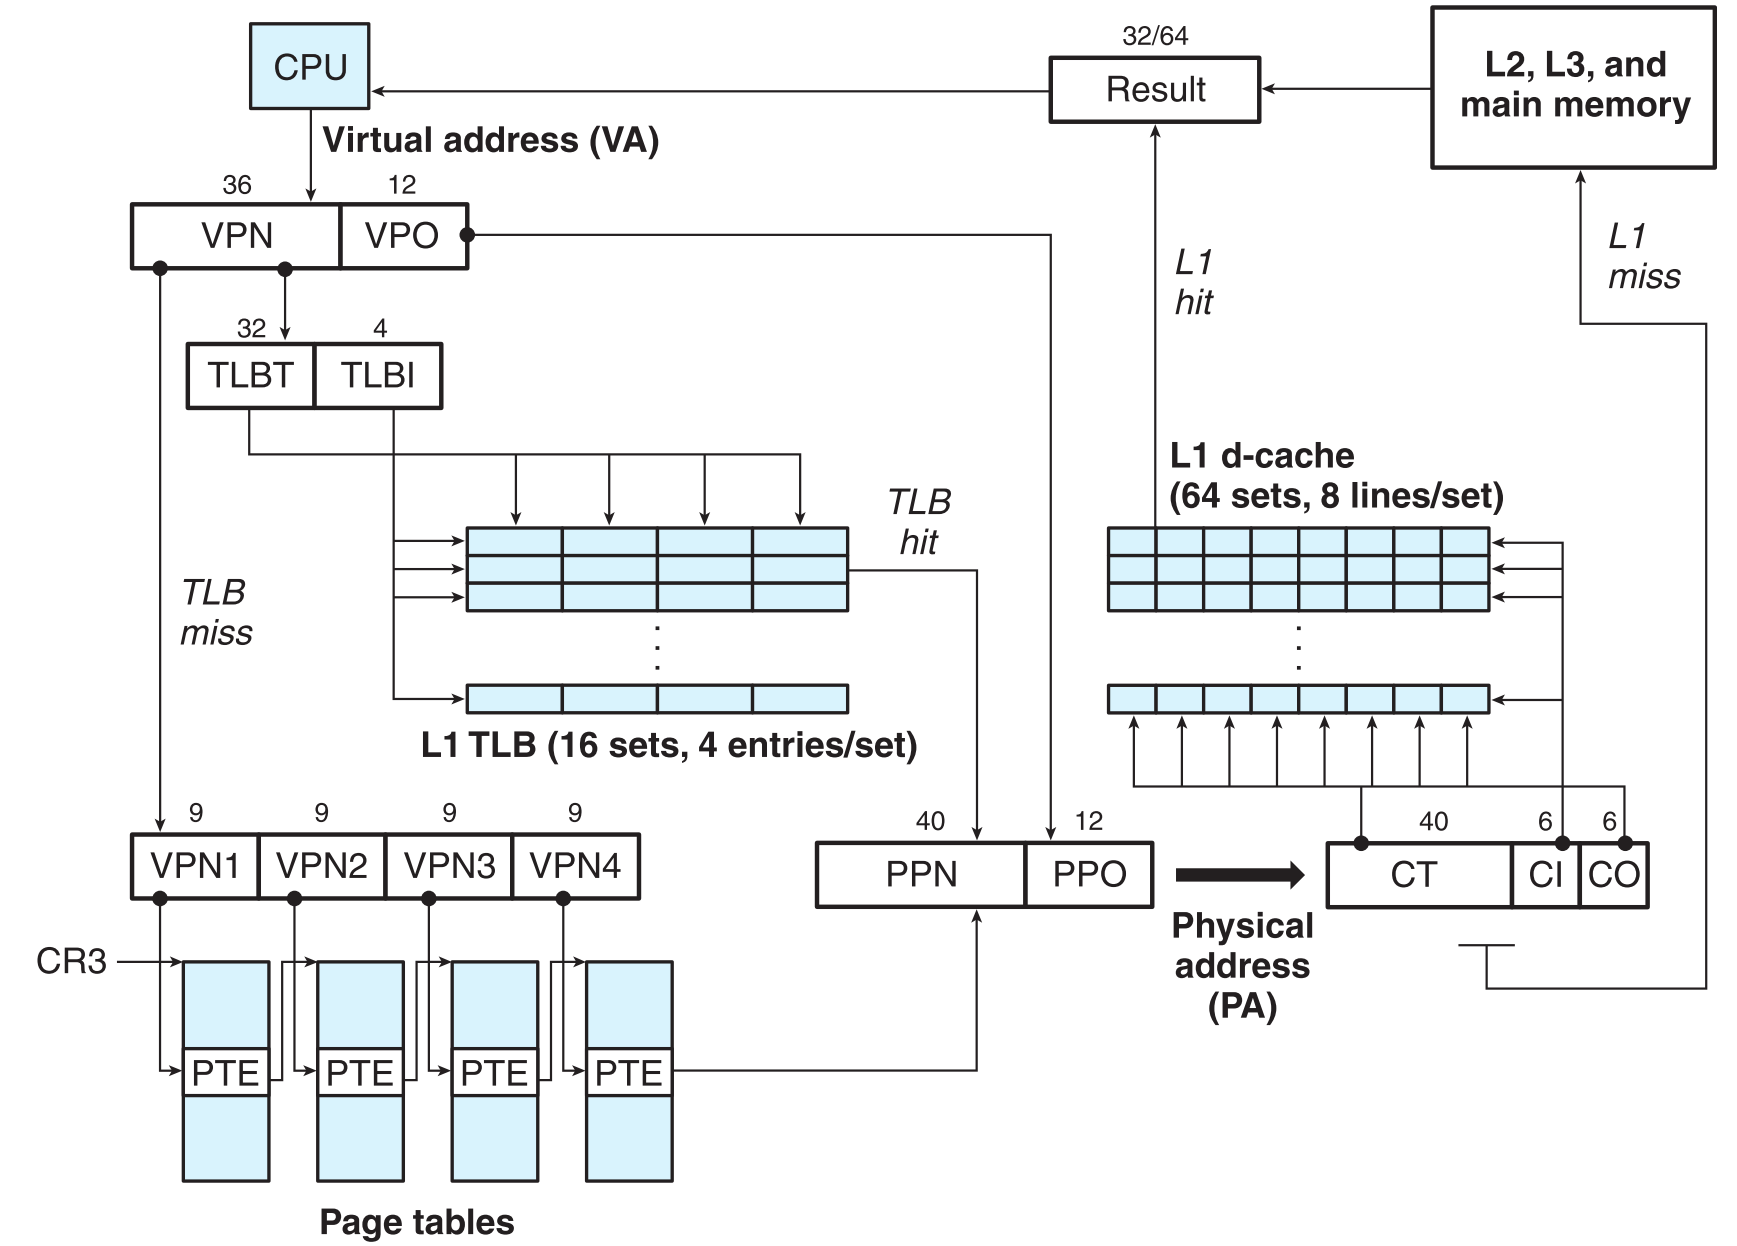 CPU
32/64
Result
L2, L3, and
main memory
Virtual address (VA)
36
12
VPN
VPO
L1
hit
L1
miss
32
4
TLBT
TLBI
L1 d-cache
(64 sets, 8 lines/set)
TLB
hit
TLB
miss
L1 TLB (16 sets, 4 entries/set)
9
9
9
9
VPN1
VPN2
VPN3
VPN4
40
12
PPN
PPO
40
6
6
CT
CI
CO
Physical
address
(PA)
CR3
PTE
PTE
PTE
PTE
Page tables